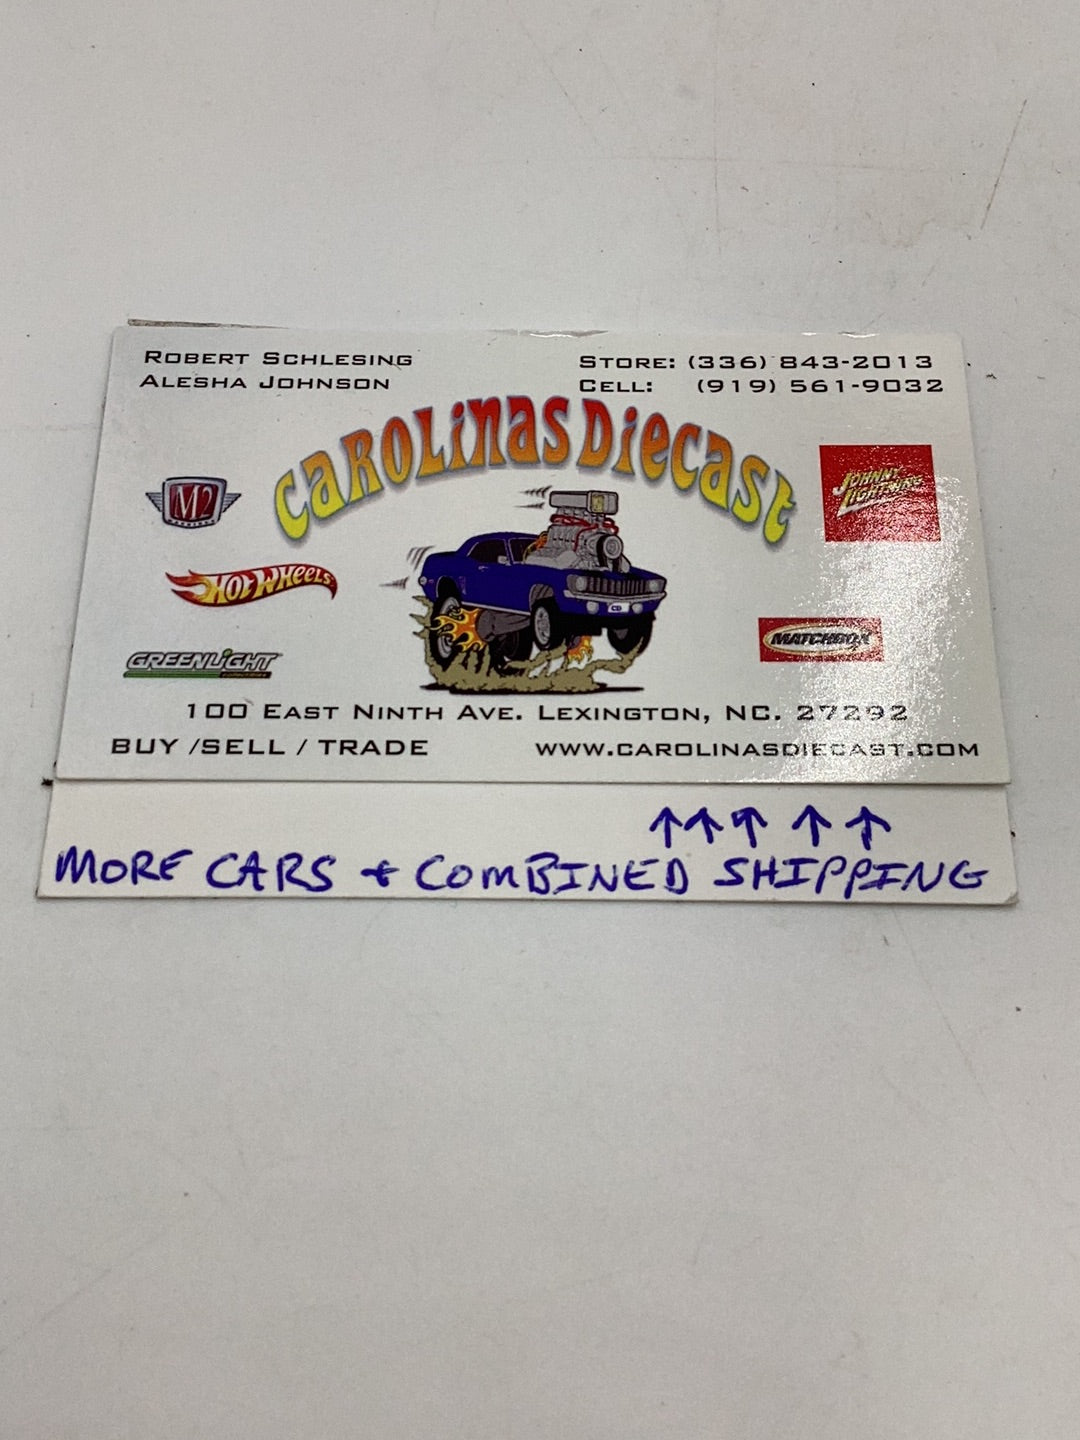 Robert Schlesing
Alesha Johnson
Store: (336) 843-2013
Cell: (919) 561-9032
Carolinas Diecast
M2
MACHINES
Johnny Lightning
Hot Wheels
CD
MATCHBOX
GREENLiGHT
100 East Ninth Ave. Lexington, NC. 27292
BUY /SELL / TRADE
www.carolinasdiecast.com
↑↑↑ ↑ ↑
MORE CARS + COMBINED SHIPPING